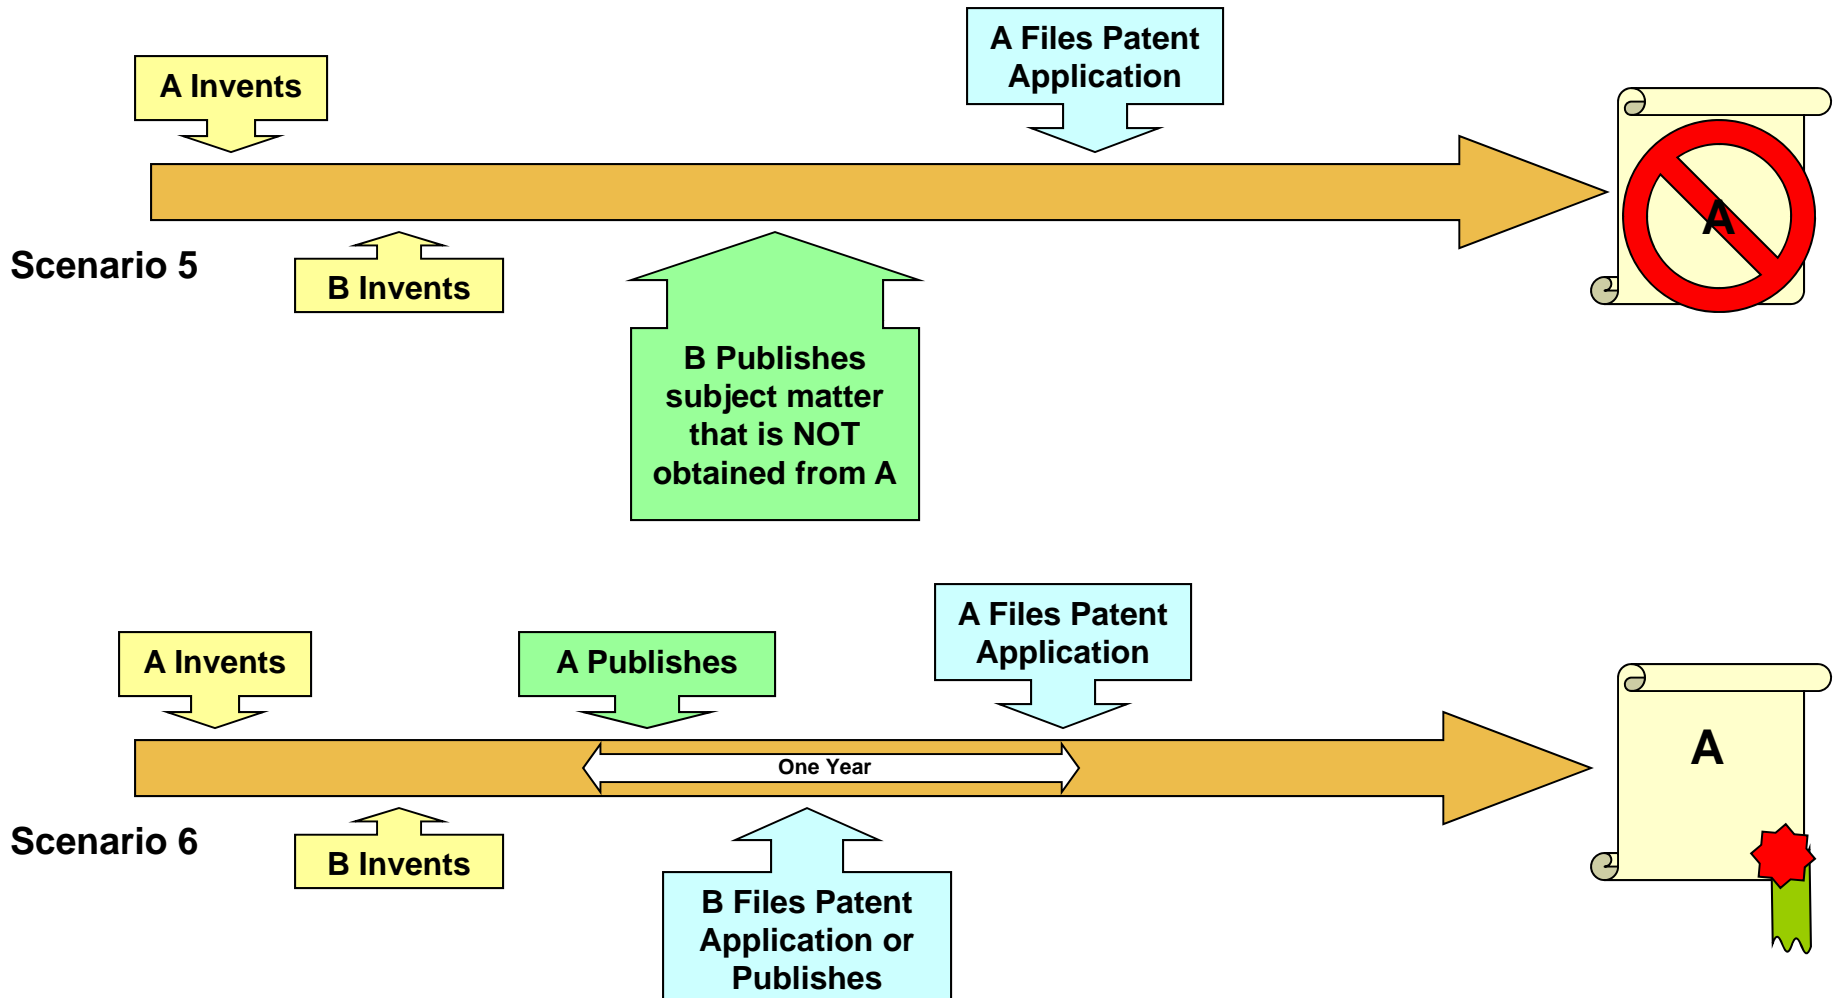 A Invents
A Files Patent
Application
A
Scenario 5
B Invents
B Publishes
subject matter
that is NOT
obtained from A
A Invents
A Publishes
A Files Patent
Application
One Year
A
Scenario 6
B Invents
B Files Patent
Application or
Publishes